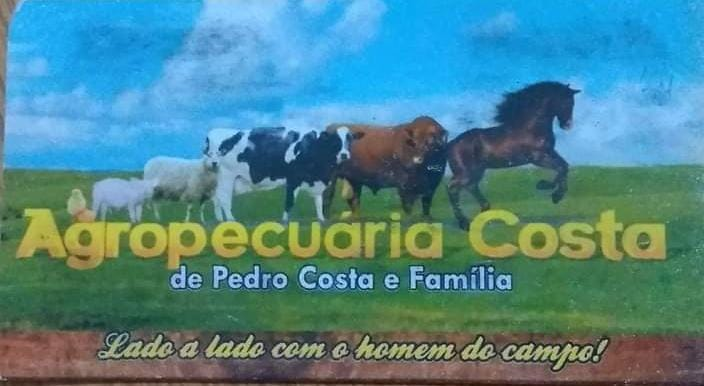 Agropecuária Costa
de Pedro Costa e Família
Lado a lado com o homem do campo!